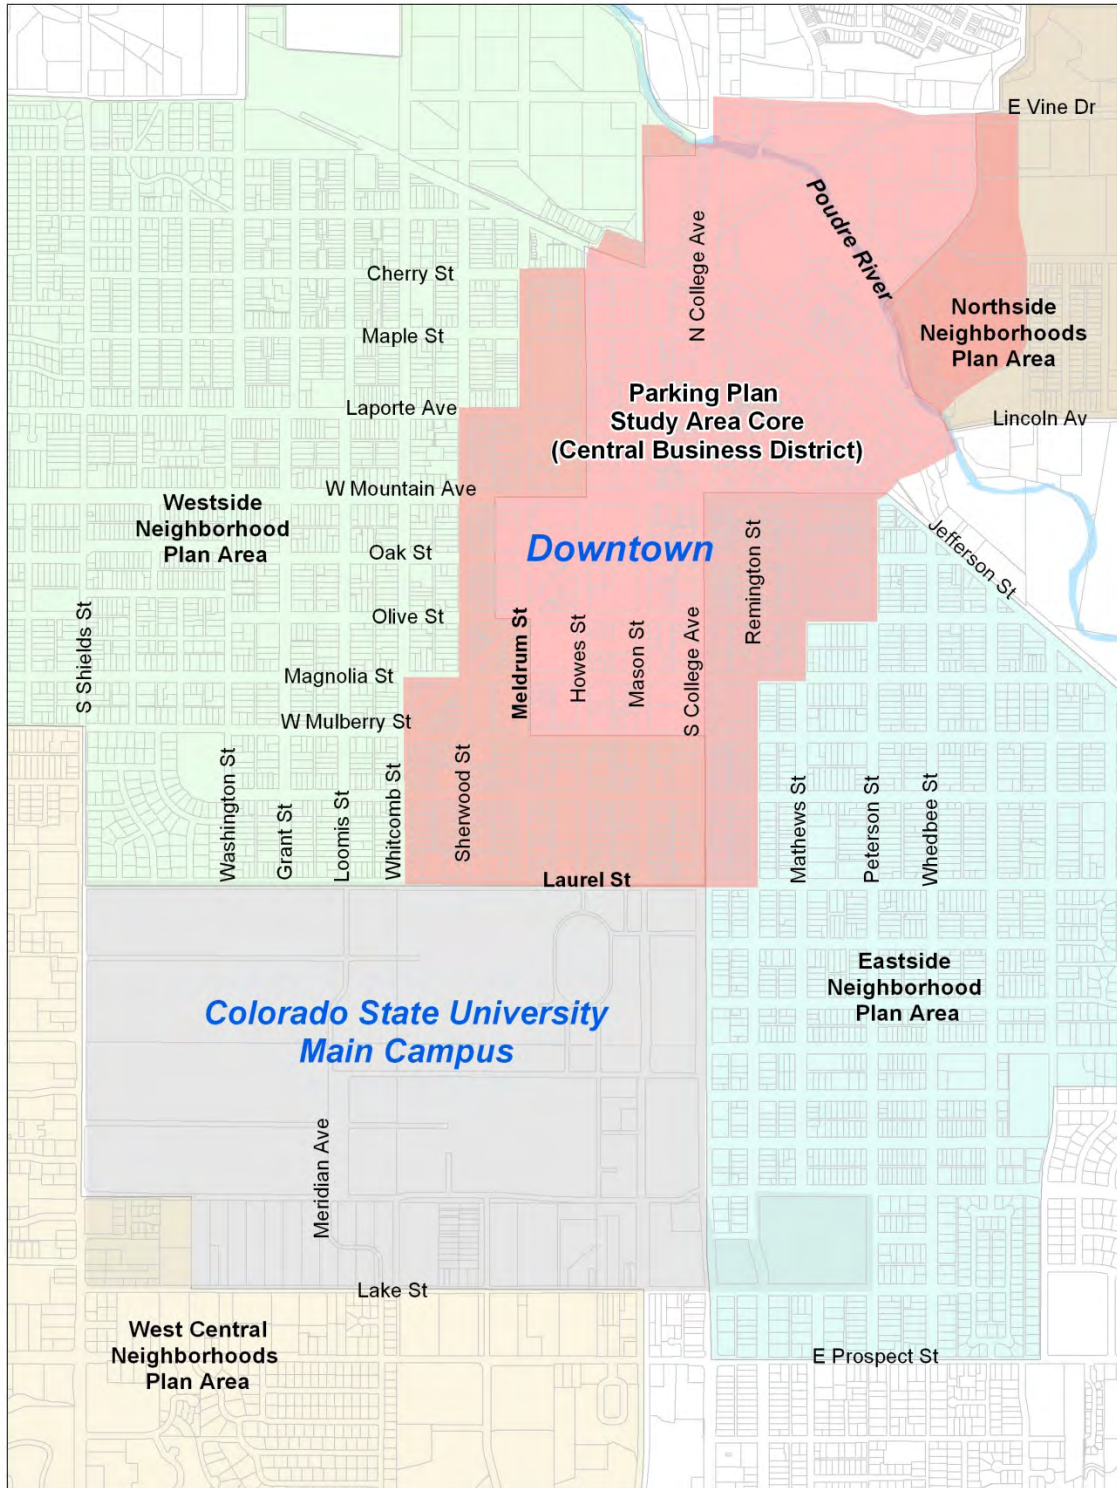 E Vine Dr
Poudre River
N College Ave
Cherry St
Northside
Neighborhoods
Plan Area
Maple St
Parking Plan
Study Area Core
(Central Business District)
Laporte Ave
Lincoln Av
W Mountain Ave
Westside
Neighborhood
Plan Area
Downtown
Oak St
Jefferson St
Remington St
Olive St
S Shields St
Meldrum St
Howes St
Mason St
S College Ave
Magnolia St
W Mulberry St
Washington St
Grant St
Loomis St
Whitcomb St
Sherwood St
Mathews St
Peterson St
Whedbee St
Laurel St
Eastside
Neighborhood
Plan Area
Colorado State University
Main Campus
Meridian Ave
Lake St
West Central
Neighborhoods
Plan Area
E Prospect St